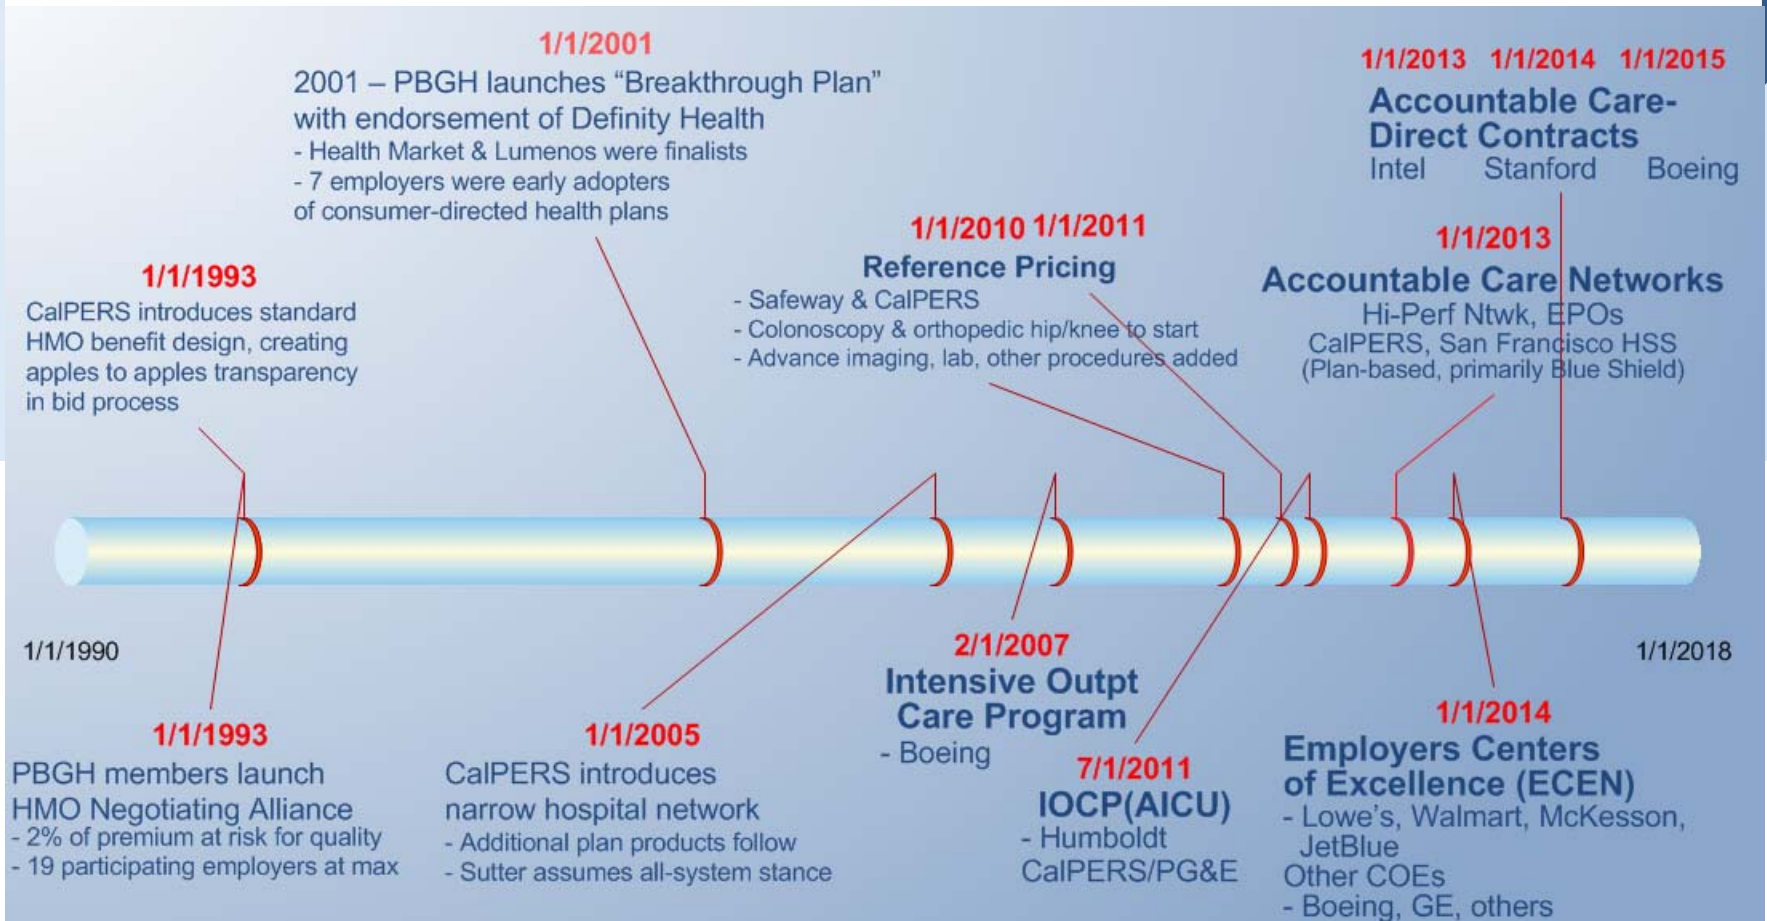 1/1/1993
CalPERS introduces standard
HMO benefit design, creating
apples to apples transparency
in bid process
1/1/2001
2001 – PBGH launches “Breakthrough Plan”
with endorsement of Definity Health
- Health Market & Lumenos were finalists
- 7 employers were early adopters
of consumer-directed health plans
1/1/2010 1/1/2011
Reference Pricing
- Safeway & CalPERS
- Colonoscopy & orthopedic hip/knee to start
- Advance imaging, lab, other procedures added
1/1/2013 1/1/2014 1/1/2015
Accountable Care-
Direct Contracts
Intel Stanford Boeing
1/1/2013
Accountable Care Networks
Hi-Perf Ntwk, EPOs
CalPERS, San Francisco HSS
(Plan-based, primarily Blue Shield)
1/1/1990
1/1/2018
1/1/1993
PBGH members launch
HMO Negotiating Alliance
- 2% of premium at risk for quality
- 19 participating employers at max
1/1/2005
CalPERS introduces
narrow hospital network
- Additional plan products follow
- Sutter assumes all-system stance
2/1/2007
Intensive Outpt
Care Program
- Boeing
7/1/2011
IOCP(AICU)
- Humboldt
CalPERS/PG&E
1/1/2014
Employers Centers
of Excellence (ECEN)
- Lowe’s, Walmart, McKesson,
JetBlue
Other COEs
- Boeing, GE, others